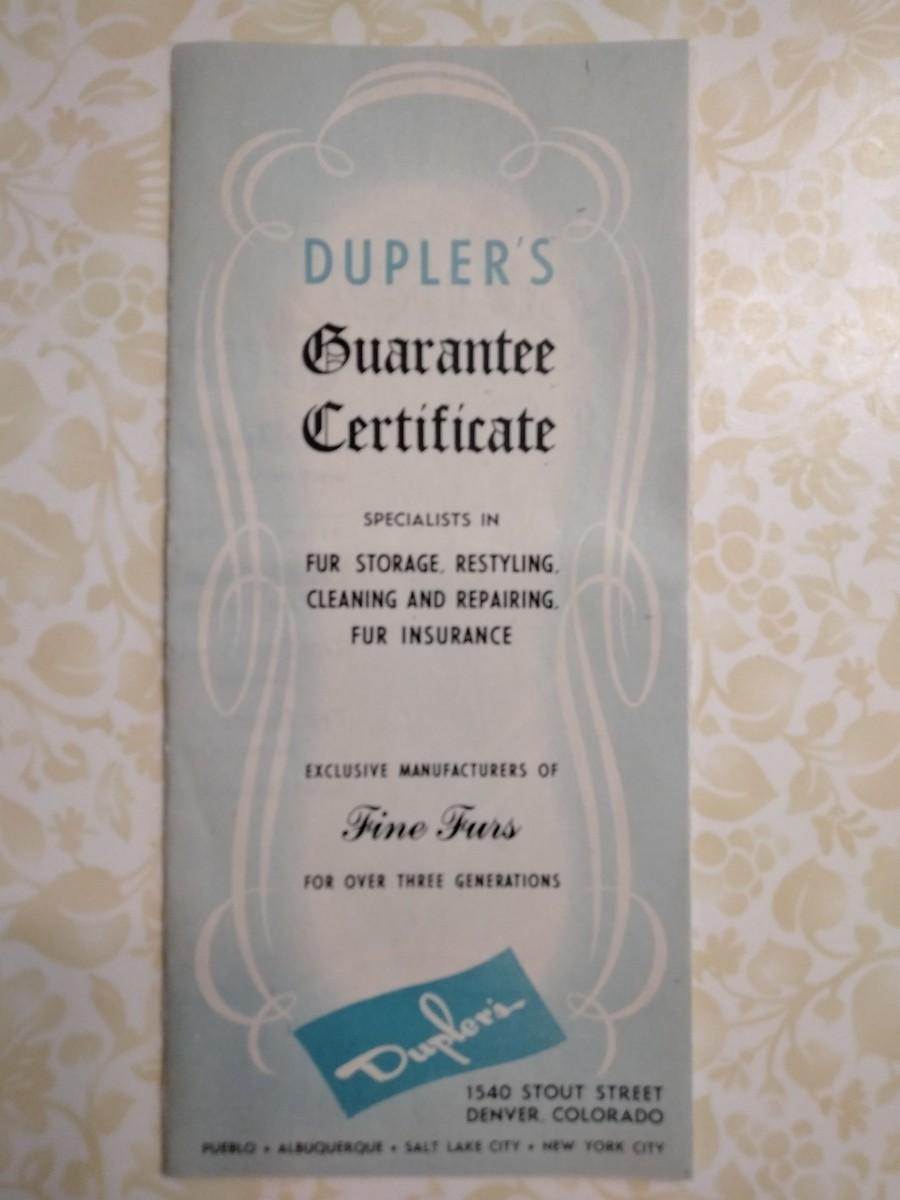 DUPLER'S
Guarantee
Certificate
SPECIALISTS IN
FUR STORAGE, RESTYLING,
CLEANING AND REPAIRING,
FUR INSURANCE
EXCLUSIVE MANUFACTURERS OF
Fine Furs
FOR OVER THREE GENERATIONS
Dupler's
1540 STOUT STREET
DENVER, COLORADO
PUEBLO • ALBUQUERQUE • SALT LAKE CITY • NEW YORK CITY